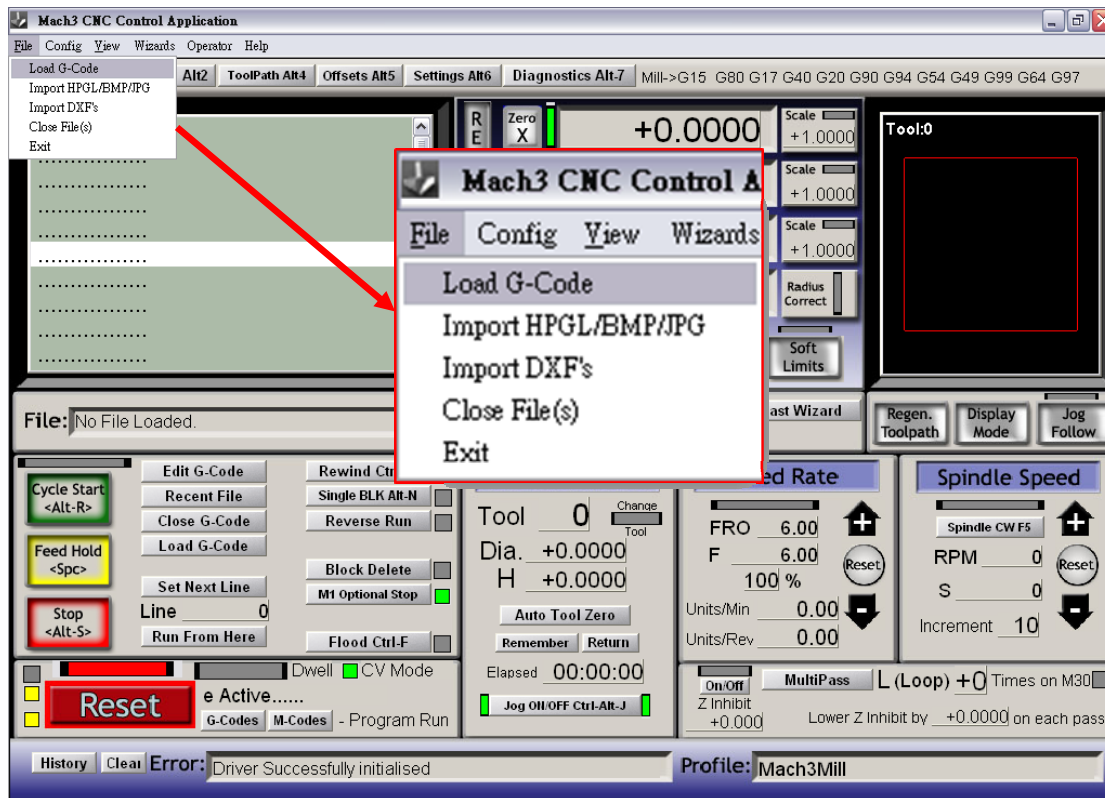 Mach3 CNC Control Application
File Config View Wizards Operator Help
Load G-Code
Import HPGL/BMP/JPG
Import DXF's
Close File(s)
Exit
Alt2 ToolPath Alt4 Offsets Alt5 Settings Alt6 Diagnostics Alt-7 Mill->G15 G80 G17 G40 G20 G90 G94 G54 G49 G99 G64 G97
R
E
Zero
X
+0.0000
Scale
+1.0000
Scale
+1.0000
Scale
+1.0000
Radius
Correct
Soft
Limits
Tool:0
Mach3 CNC Control A
File Config View Wizards
Load G-Code
Import HPGL/BMP/JPG
Import DXF's
Close File(s)
Exit
File: No File Loaded.
ast Wizard
Regen.
Toolpath
Display
Mode
Jog
Follow
Cycle Start
<Alt-R>
Feed Hold
<Spc>
Stop
<Alt-S>
Edit G-Code
Recent File
Close G-Code
Load G-Code
Set Next Line
Line 0
Run From Here
Rewind Ct
Single BLK Alt-N
Reverse Run
Block Delete
M1 Optional Stop
Flood Ctrl-F
Tool 0 Change
Tool
Dia. +0.0000
H +0.0000
Auto Tool Zero
Remember Return
Elapsed 00:00:00
Jog ON/OFF Ctrl-Alt-J
ed Rate
FRO 6.00
F 6.00
100 %
Reset
Units/Min 0.00
Units/Rev 0.00
Spindle Speed
Spindle CW F5
RPM 0
Reset
S 0
Increment 10
Dwell CV Mode
Reset
e Active......
G-Codes M-Codes - Program Run
On/Off MultiPass L (Loop) +0 Times on M30
Z Inhibit
+0.000 Lower Z Inhibit by +0.0000 on each pass
History Clear Error: Driver Successfully initialised
Profile: Mach3Mill